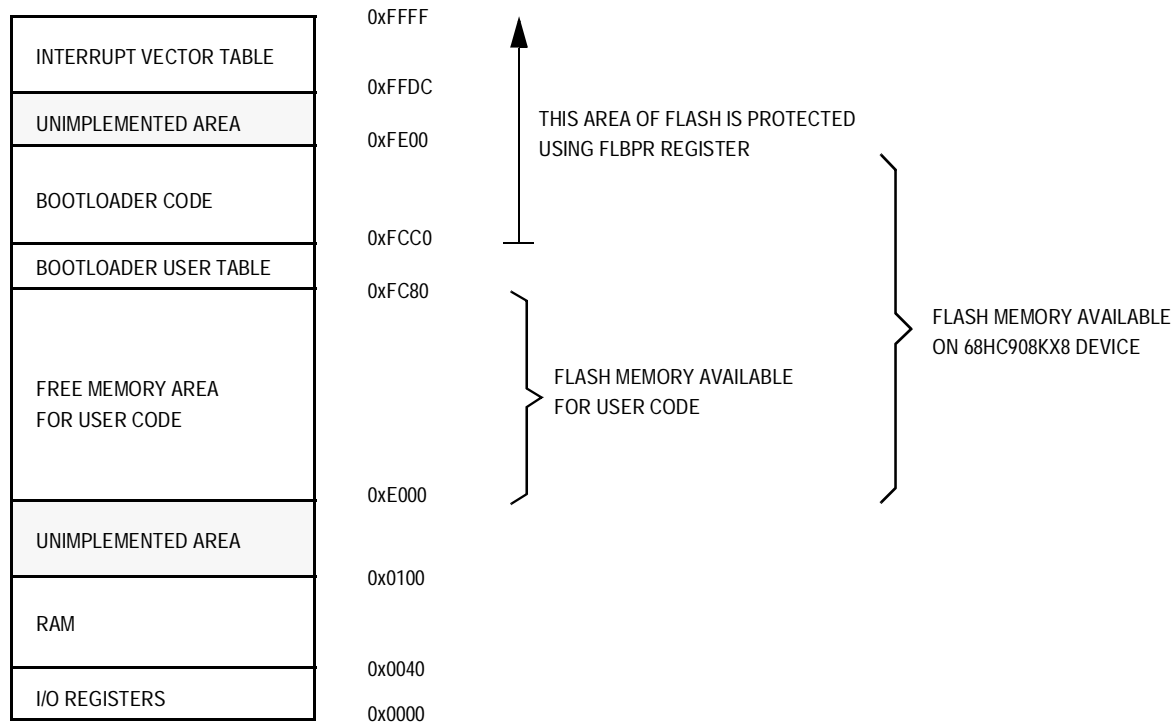 0xFFFF
INTERRUPT VECTOR TABLE
0xFFDC
UNIMPLEMENTED AREA
0xFE00
THIS AREA OF FLASH IS PROTECTED
USING FLBPR REGISTER
BOOTLOADER CODE
0xFCC0
BOOTLOADER USER TABLE
0xFC80
FLASH MEMORY AVAILABLE
ON 68HC908KX8 DEVICE
FREE MEMORY AREA
FOR USER CODE
FLASH MEMORY AVAILABLE
FOR USER CODE
0xE000
UNIMPLEMENTED AREA
0x0100
RAM
0x0040
I/O REGISTERS
0x0000